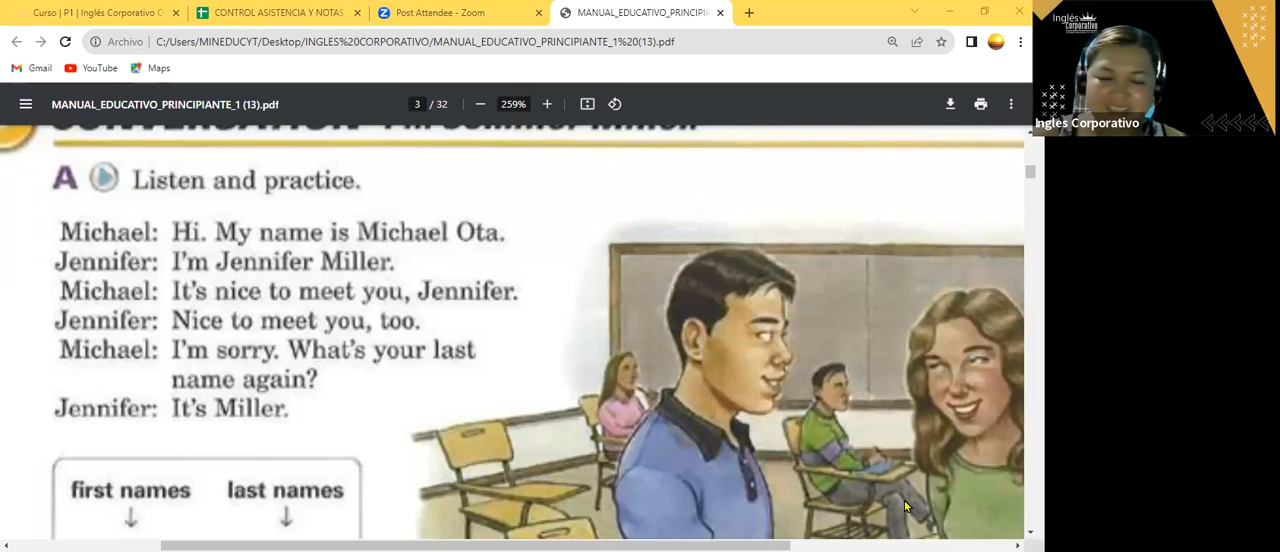 Curso | P1 | Inglés Corporativo C
CONTROL ASISTENCIA Y NOTAS
Post Attendee - Zoom
MANUAL_EDUCATIVO_PRINCIPI
Archivo
C:/Users/MINEDUCYT/Desktop/INGLES%20CORPORATIVO/MANUAL_EDUCATIVO_PRINCIPIANTE_1%20(13).pdf
Gmail
YouTube
Maps
MANUAL_EDUCATIVO_PRINCIPIANTE_1 (13).pdf
3 / 32
259%
A Listen and practice.
Michael: Hi. My name is Michael Ota.
Jennifer: I'm Jennifer Miller.
Michael: It's nice to meet you, Jennifer.
Jennifer: Nice to meet you, too.
Michael: I'm sorry. What's your last
name again?
Jennifer: It's Miller.
first names last names
Inglés
Corporativo
Ingles Corporativo